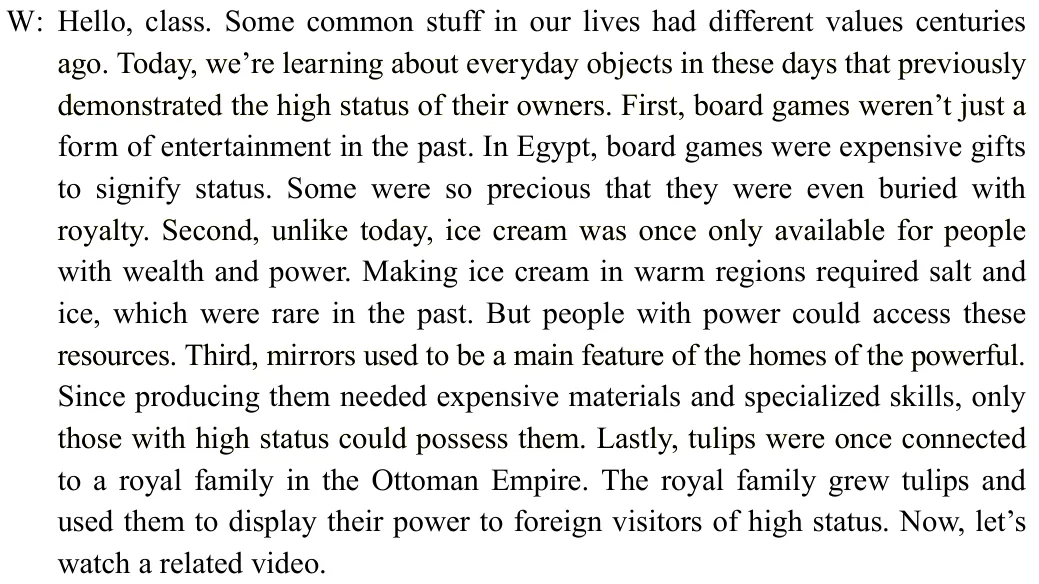 W: Hello, class. Some common stuff in our lives had different values centuries
ago. Today, we’re learning about everyday objects in these days that previously
demonstrated the high status of their owners. First, board games weren’t just a
form of entertainment in the past. In Egypt, board games were expensive gifts
to signify status. Some were so precious that they were even buried with
royalty. Second, unlike today, ice cream was once only available for people
with wealth and power. Making ice cream in warm regions required salt and
ice, which were rare in the past. But people with power could access these
resources. Third, mirrors used to be a main feature of the homes of the powerful.
Since producing them needed expensive materials and specialized skills, only
those with high status could possess them. Lastly, tulips were once connected
to a royal family in the Ottoman Empire. The royal family grew tulips and
used them to display their power to foreign visitors of high status. Now, let’s
watch a related video.